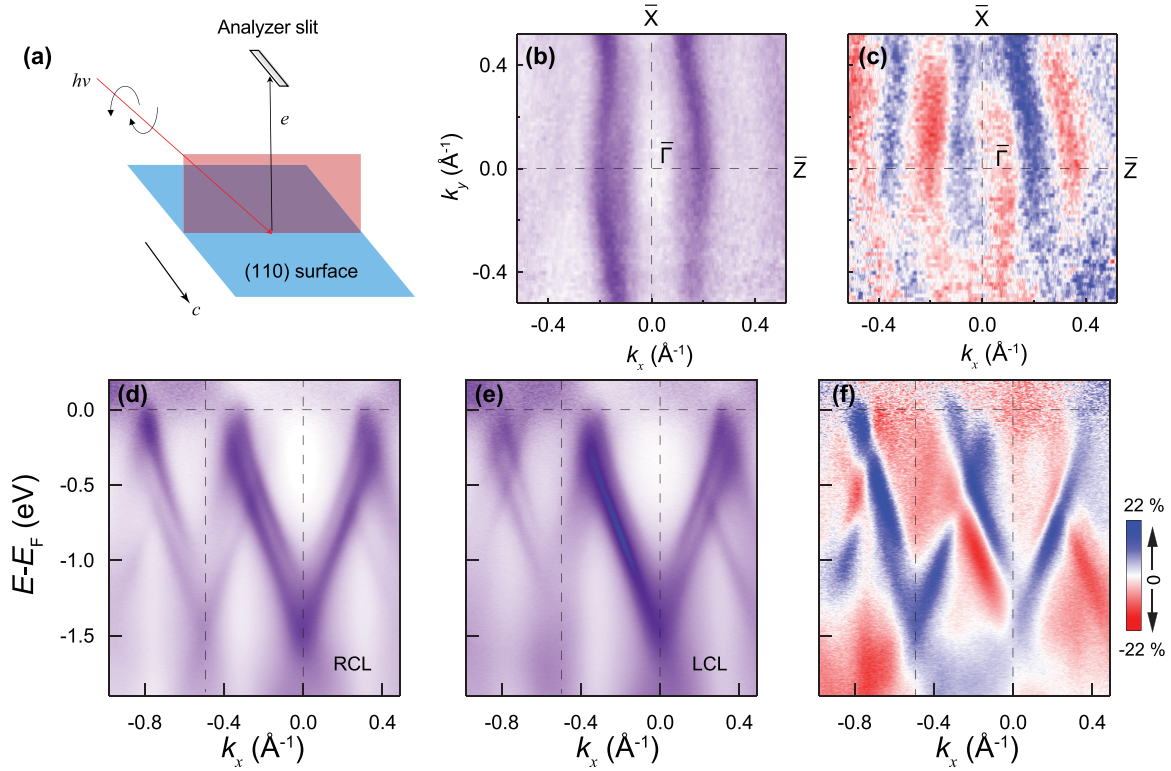 (a)
Analyzer slit
hν
e
(110) surface
c
(b)
X̄
0.4
0.0
-0.4
k_y (Å⁻¹)
Γ̄
Z̄
-0.4 0.0 0.4
k_x (Å⁻¹)
(c)
X̄
Γ̄
Z̄
-0.4 0.0 0.4
k_x (Å⁻¹)
(d)
0.0
-0.5
-1.0
-1.5
E-E_F (eV)
RCL
-0.8 -0.4 0.0 0.4
k_x (Å⁻¹)
(e)
LCL
-0.8 -0.4 0.0 0.4
k_x (Å⁻¹)
(f)
-0.8 -0.4 0.0 0.4
k_x (Å⁻¹)
22 %
0
-22 %